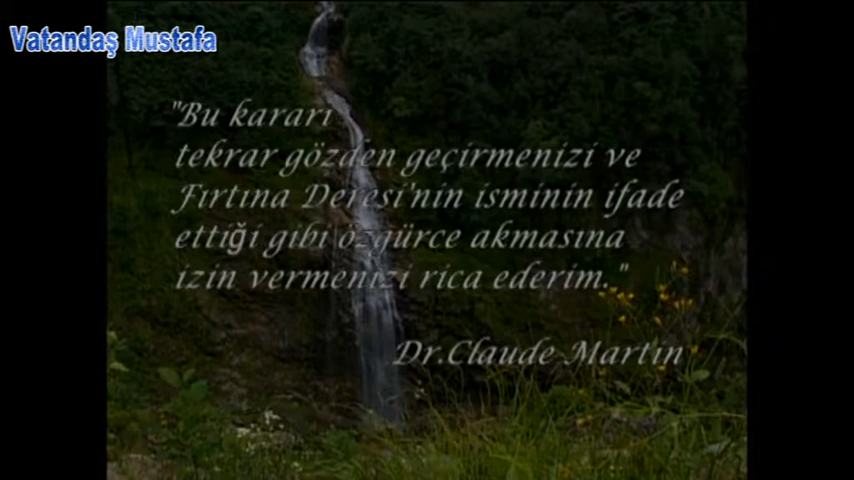 Vatandaş Mustafa
"Bu kararı
tekrar gözden geçirmenizi ve
Fırtına Deresi'nin isminin ifade
ettiği gibi özgürce akmasına
izin vermenizi rica ederim."
Dr.Claude Martin